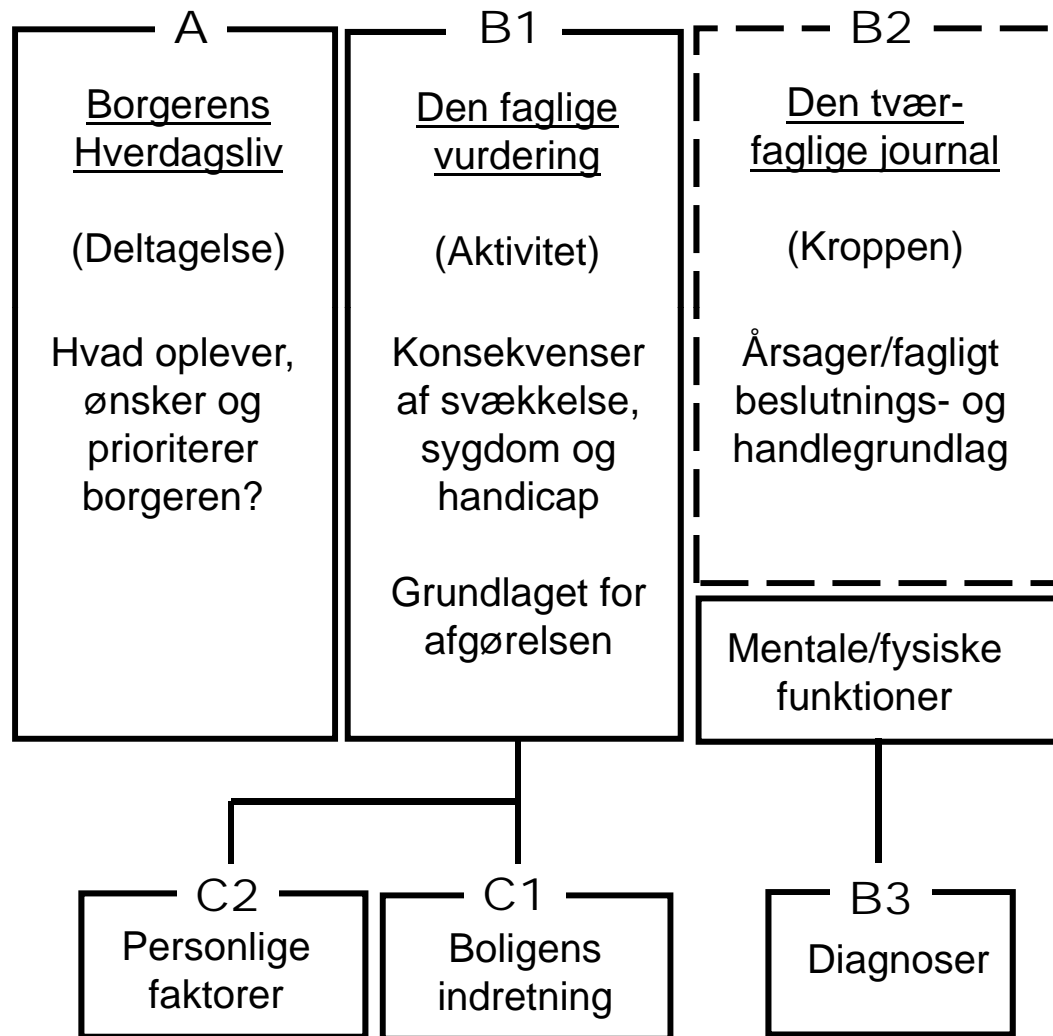 A
Borgerens
Hverdagsliv
(Deltagelse)
Hvad oplever,
ønsker og
prioriterer
borgeren?
B1
Den faglige
vurdering
(Aktivitet)
Konsekvenser
af svækkelse,
sygdom og
handicap
Grundlaget for
afgørelsen
B2
Den tvær-
faglige journal
(Kroppen)
Årsager/fagligt
beslutnings- og
handlegrundlag
Mentale/fysiske
funktioner
C2
Personlige
faktorer
C1
Boligens
indretning
B3
Diagnoser